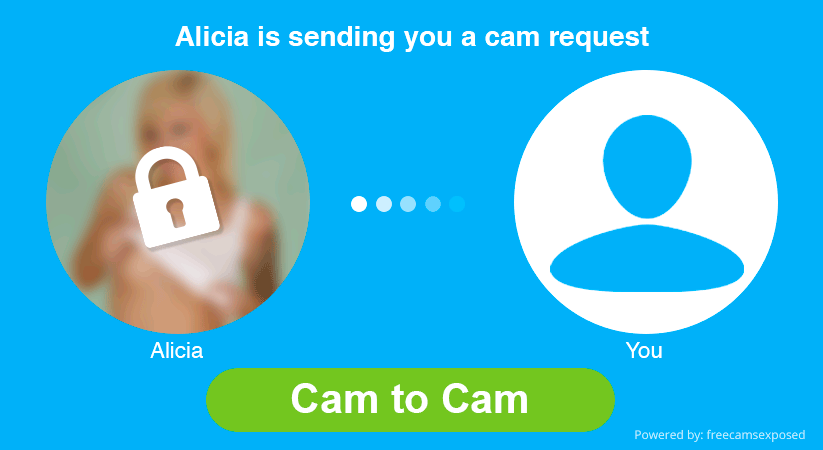 Alicia is sending you a cam request
Alicia
You
Cam to Cam
Powered by: freecamsexposed